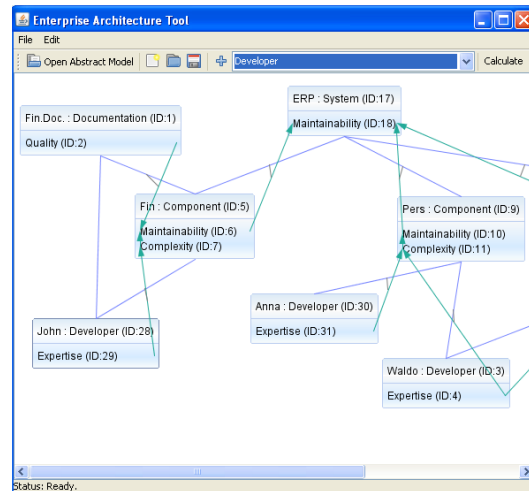 Enterprise Architecture Tool
File Edit
Open Abstract Model Developer Calculate
ERP : System (ID:17)
Maintainability (ID:18)
Fin.Doc. : Documentation (ID:1)
Quality (ID:2)
Fin : Component (ID:5)
Maintainability (ID:6)
Complexity (ID:7)
Pers : Component (ID:9)
Maintainability (ID:10)
Complexity (ID:11)
Anna : Developer (ID:30)
Expertise (ID:31)
John : Developer (ID:28)
Expertise (ID:29)
Waldo : Developer (ID:3)
Expertise (ID:4)
Status: Ready.